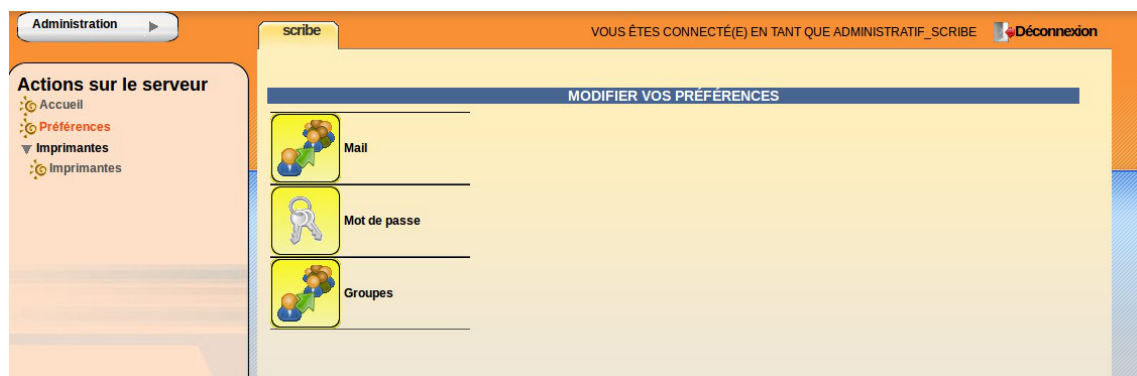 Administration
scribe
VOUS ÊTES CONNECTÉ(E) EN TANT QUE ADMINISTRATIF_SCRIBE
Déconnexion
Actions sur le serveur
Accueil
Préférences
Imprimantes
Imprimantes
MODIFIER VOS PRÉFÉRENCES
Mail
Mot de passe
Groupes